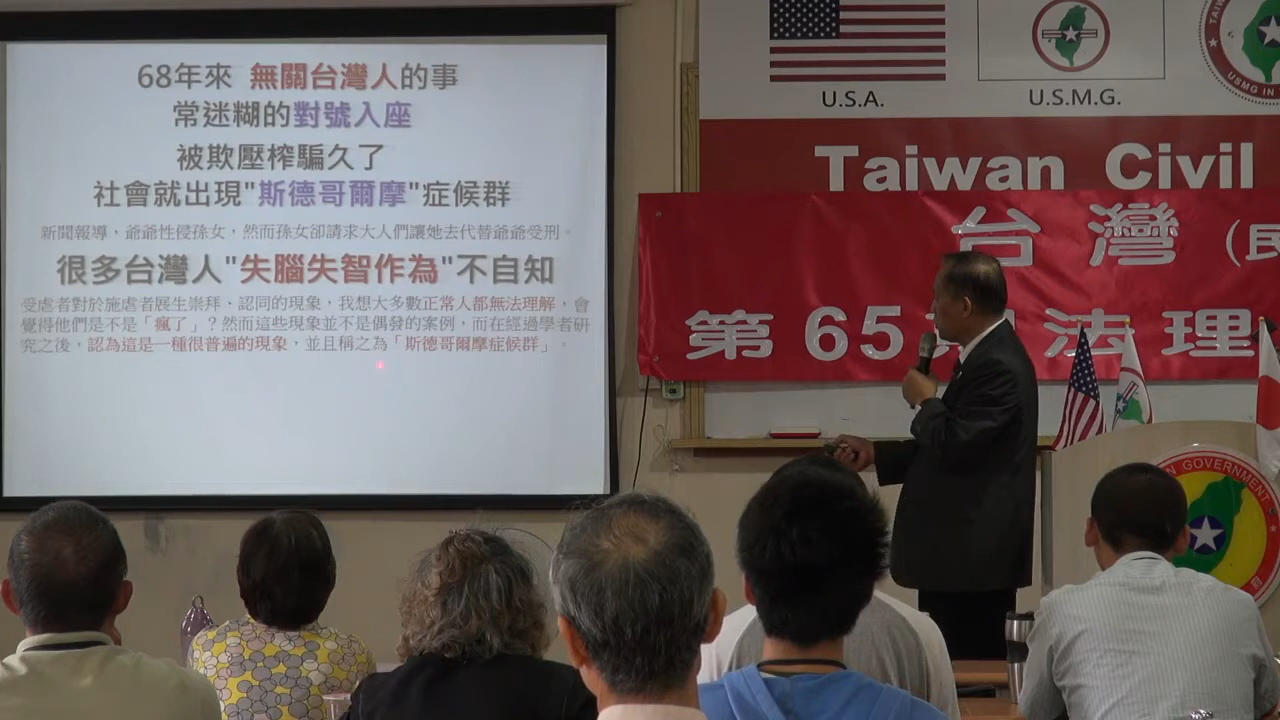 68年來 無關台灣人的事
常迷糊的對號入座
被欺壓榨騙久了
社會就出現"斯德哥爾摩"症候群
新聞報導，爺爺性侵孫女，然而孫女卻請求大人們讓她去代替爺爺受刑。
很多台灣人"失腦失智作為"不自知
受虐者對於施虐者展生崇拜、認同的現象，我想大多數正常人都無法理解，會
覺得他們是不是「瘋了」？然而這些現象並不是偶發的案例，而在經過學者研
究之後，認為這是一種很普遍的現象，並且稱之為「斯德哥爾摩症候群」。
U.S.A.
U.S.M.G.
USMG IN
Taiwan Civil
台灣（民
第65
法理
GOVERNMENT